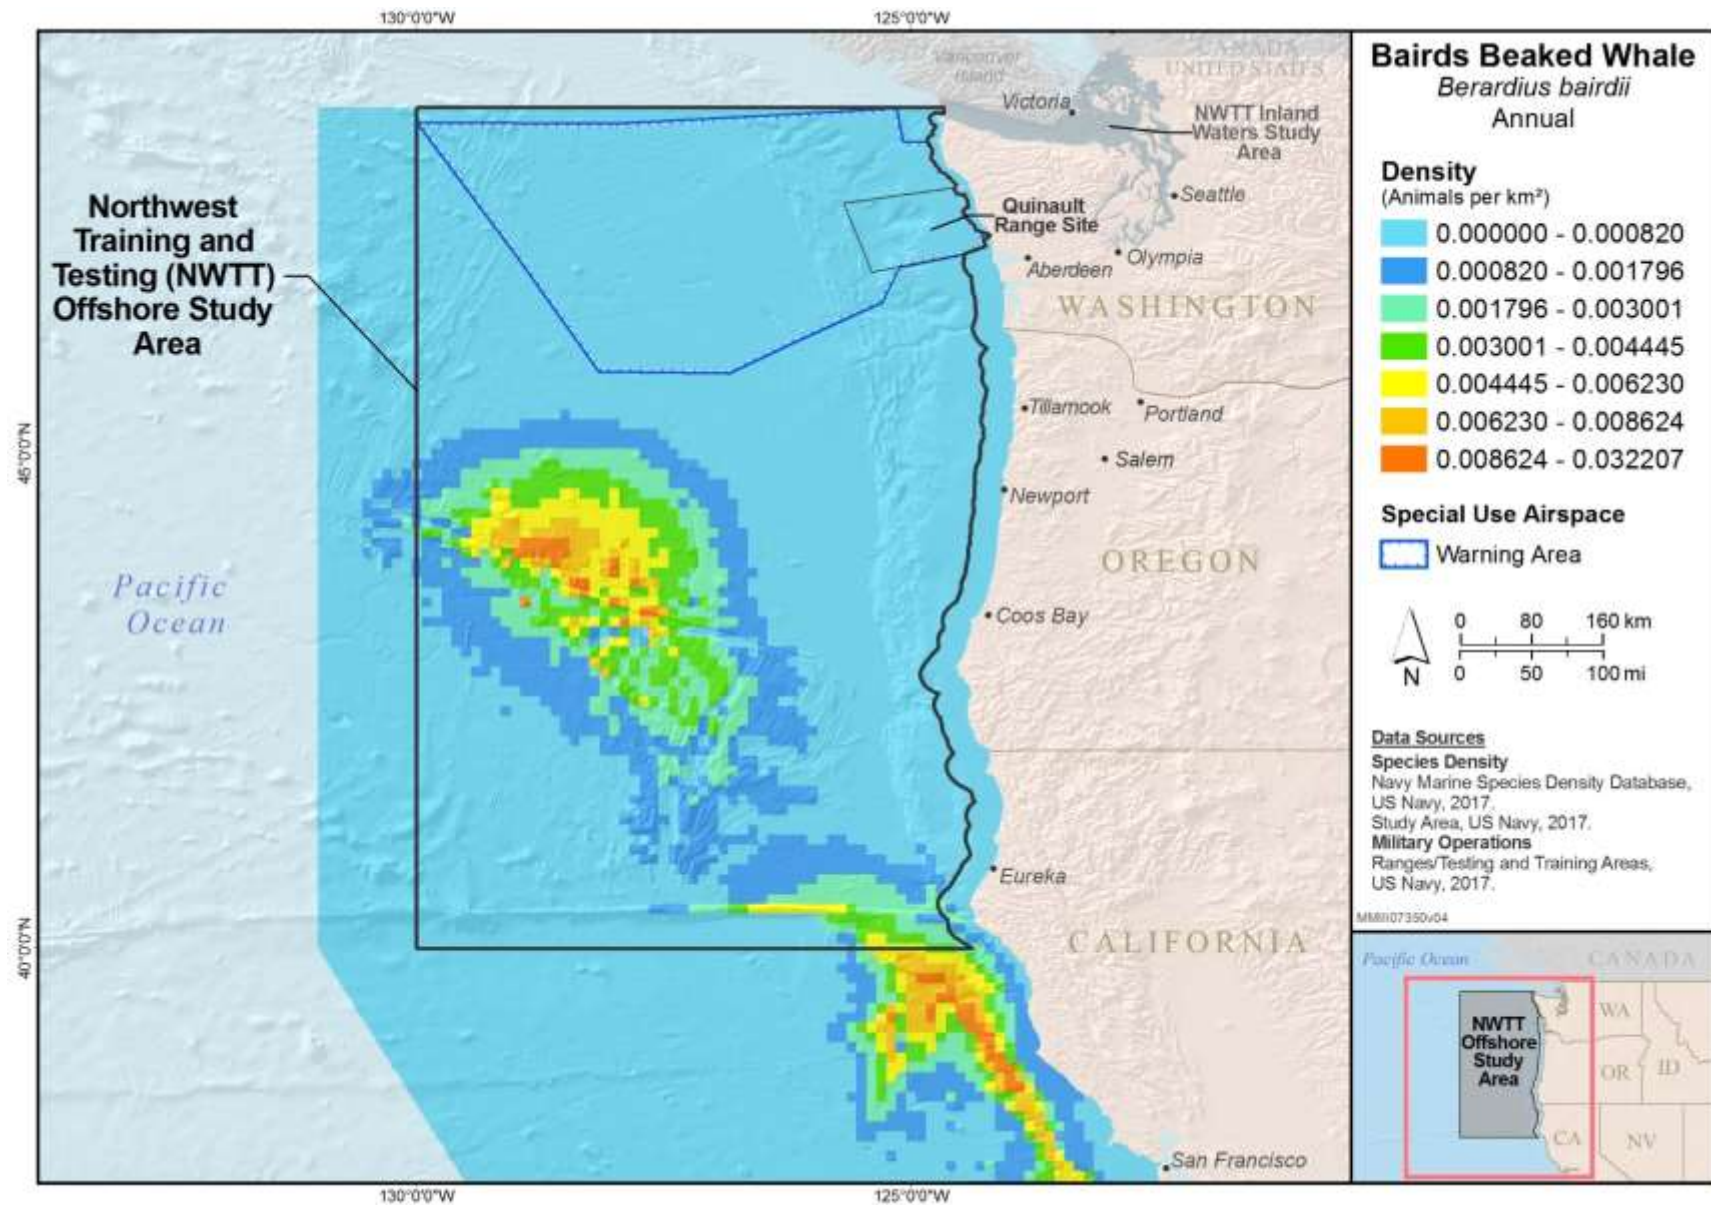 130°0'0"W
125°0'0"W
45°0'0"N
40°0'0"N
CANADA
UNITED STATES
Vancouver
Island
Victoria
NWTT Inland
Waters Study
Area
Seattle
Quinault
Range Site
Aberdeen
Olympia
WASHINGTON
Northwest
Training and
Testing (NWTT)
Offshore Study
Area
Tillamook
Portland
Salem
Newport
OREGON
Pacific
Ocean
Coos Bay
Eureka
CALIFORNIA
San Francisco
130°0'0"W
125°0'0"W
Bairds Beaked Whale
Berardius bairdii
Annual
Density
(Animals per km²)
0.000000 - 0.000820
0.000820 - 0.001796
0.001796 - 0.003001
0.003001 - 0.004445
0.004445 - 0.006230
0.006230 - 0.008624
0.008624 - 0.032207
Special Use Airspace
Warning Area
0 80 160 km
0 50 100 mi
N
Data Sources
Species Density
Navy Marine Species Density Database,
US Navy, 2017.
Study Area, US Navy, 2017.
Military Operations
Ranges/Testing and Training Areas,
US Navy, 2017.
Pacific Ocean
CANADA
NWTT
Offshore
Study
Area
WA
OR
ID
CA
NV